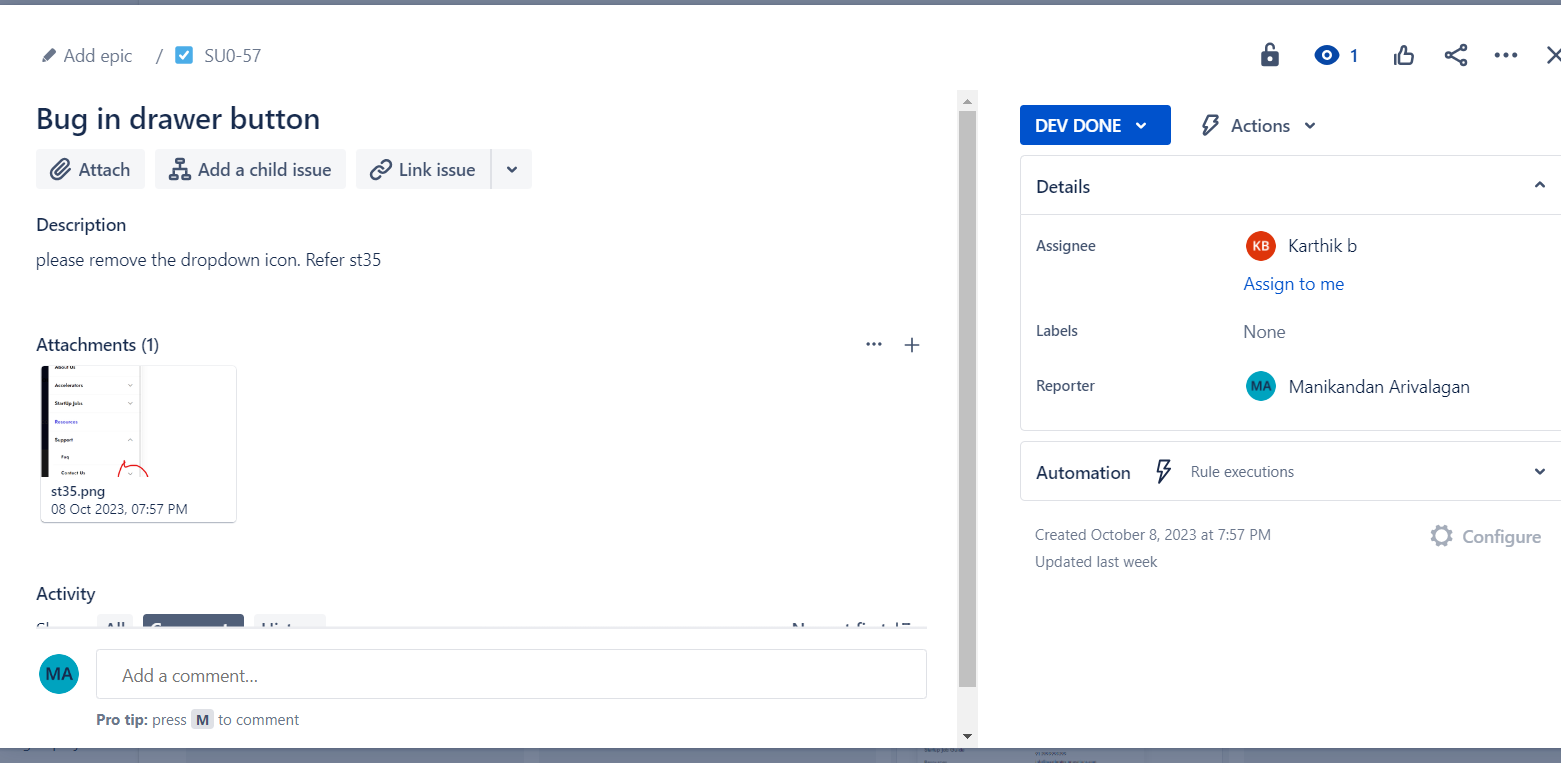 Add epic / SU0-57
1
Bug in drawer button
Attach
Add a child issue
Link issue
Description
please remove the dropdown icon. Refer st35
Attachments (1)
About Us
Accelerators
StartUp Jobs
Resources
Support
Faq
Contact Us
st35.png
08 Oct 2023, 07:57 PM
Activity
All
MA
Add a comment...
Pro tip: press M to comment
DEV DONE
Actions
Details
Assignee
KB Karthik b
Assign to me
Labels
None
Reporter
MA Manikandan Arivalagan
Automation
Rule executions
Created October 8, 2023 at 7:57 PM
Updated last week
Configure